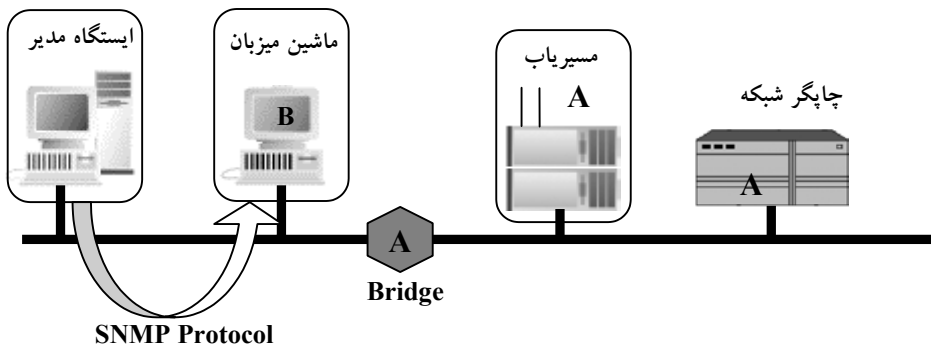 ایستگاه مدیر
ماشین میزبان
مسیریاب
چاپگر شبکه
B
A
A
A
Bridge
SNMP Protocol